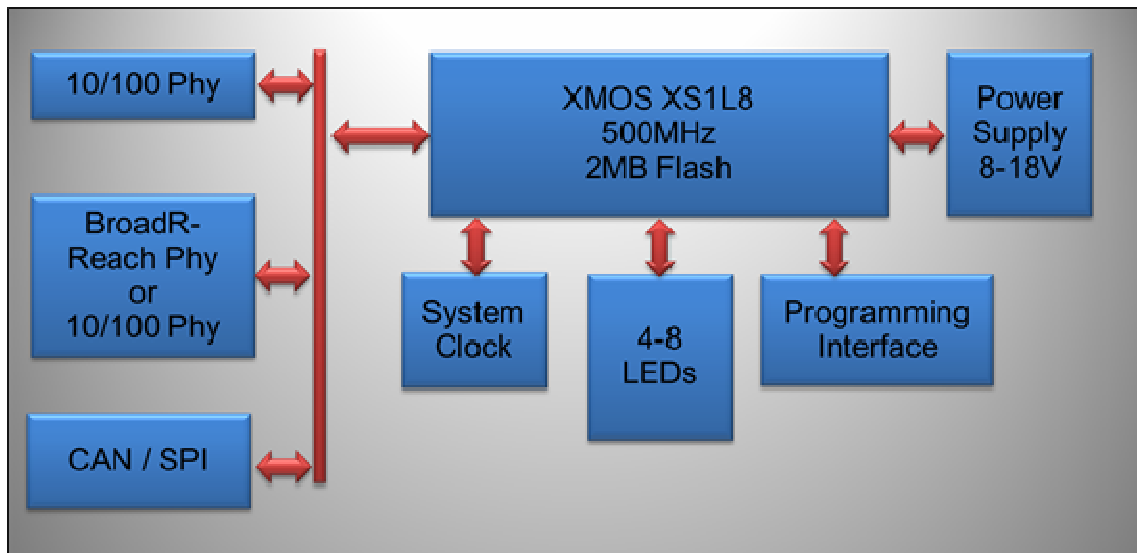 10/100 Phy
BroadR-
Reach Phy
or
10/100 Phy
CAN / SPI
XMOS XS1L8
500MHz
2MB Flash
Power
Supply
8-18V
System
Clock
4-8
LEDs
Programming
Interface